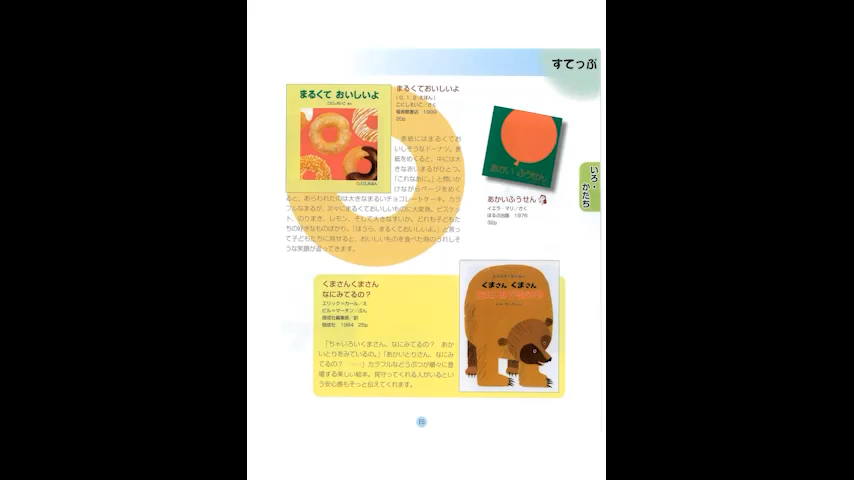 すてっぷ
いろ・
かたち
まるくて おいしいよ
まるくておいしいよ
(0.1.2.えほん)
こにしえいこ/さく
福音館書店 1999
20p
表紙にはまるくてお
いしそうなドーナツ。表
紙をめくると、中には大
きな赤いまるがひとつ。
「これなあに。」と問いか
けながらページをめく
ると、あらわれたのは大きなまるいチョコレートケーキ。カラ
フルなまるが、次々にまるくておいしいものに大変身。ビスケッ
ト、のりまき、レモン、そして大きなすいか。どれも子どもた
ちの好きなものばかり。「ほうら、まるくておいしいよ。」と言っ
て子どもたちに見せると、おいしいものを食べた時のうれしそ
うな笑顔が返ってきます。
あかい ふうせん
あかいふうせん
イエラ・マリ/さく
ほるぷ出版 1976
32p
くまさんくまさん
なにみてるの?
エリック=カール/え
ビル=マーチン/ぶん
偕成社編集部/訳
偕成社 1984 25p
「ちゃいろいくまさん、なにみてるの? あか
いとりをみているの。」「あかいとりさん、なにみ
てるの? ……」カラフルなどうぶつが順々に登
場する楽しい絵本。見守ってくれる人がいるとい
う安心感もそっと伝えてくれます。
くまさん くまさん
15